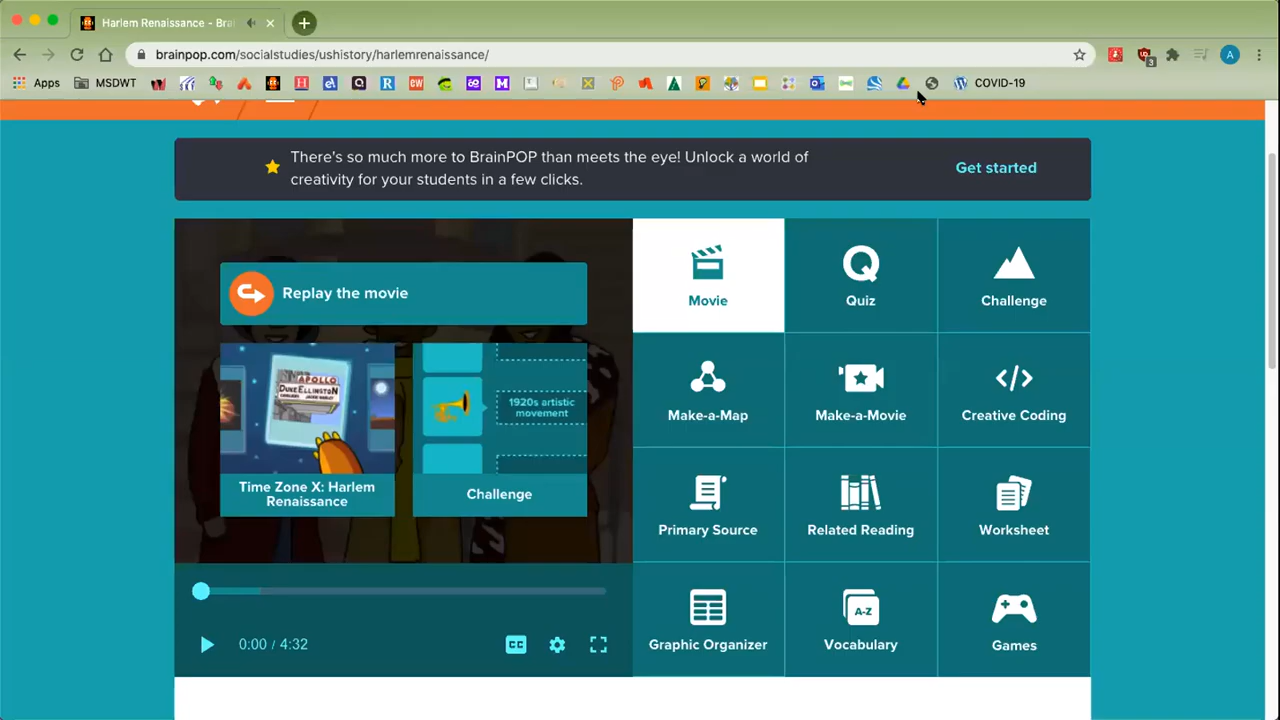 Harlem Renaissance - Bra
brainpop.com/socialstudies/ushistory/harlemrenaissance/
A
3
Apps
MSDWT
COVID-19
There's so much more to BrainPOP than meets the eye! Unlock a world of
creativity for your students in a few clicks.
Get started
Replay the movie
APOLLO
DUKE ELLINGTON
1920s artistic
movement
Time Zone X: Harlem
Renaissance
Challenge
0:00 / 4:32
CC
Movie
Quiz
Challenge
Make-a-Map
Make-a-Movie
Creative Coding
Primary Source
Related Reading
Worksheet
Graphic Organizer
A-Z
Vocabulary
Games